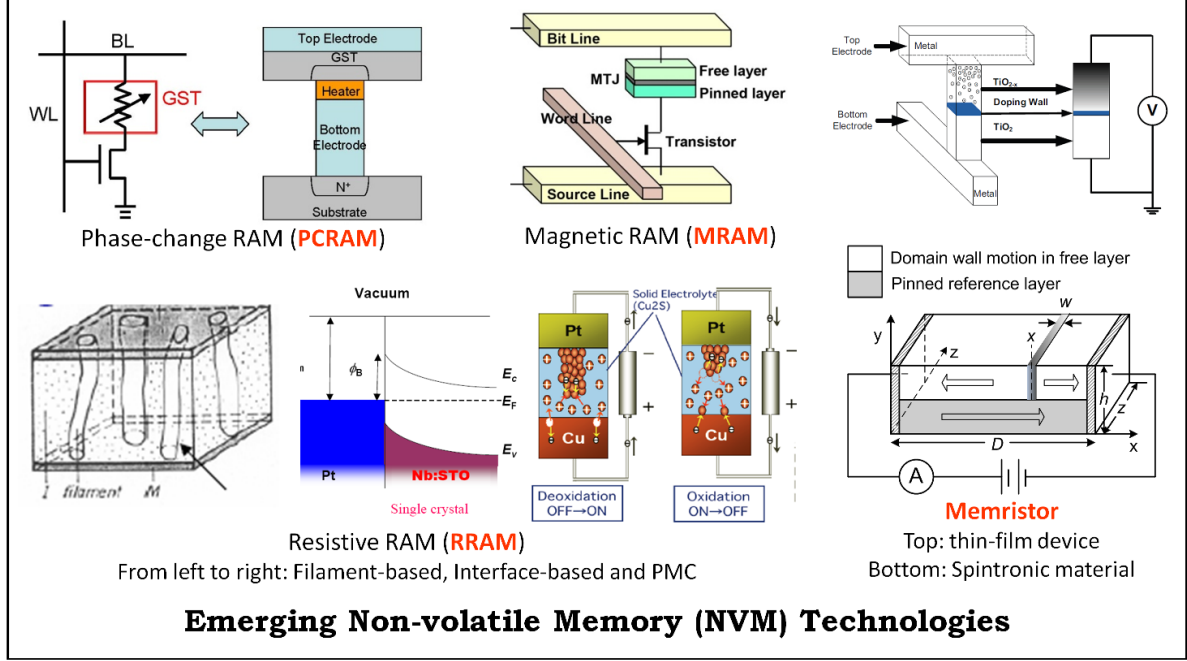 BL
WL
GST
Top Electrode
GST
Heater
Bottom
Electrode
N+
Substrate
Phase-change RAM (PCRAM)
Bit Line
MTJ
Free layer
Pinned layer
Word Line
Transistor
Source Line
Magnetic RAM (MRAM)
Top
Electrode
Metal
TiO2-x
Doping Wall
TiO2
Bottom
Electrode
Metal
V
filament
Vacuum
ϕB
Ec
EF
Ev
Pt
Nb:STO
Single crystal
Solid Electrolyte
(Cu2S)
Pt
Cu
Deoxidation
OFF→ON
Pt
Cu
Oxidation
ON→OFF
Resistive RAM (RRAM)
From left to right: Filament-based, Interface-based and PMC
Domain wall motion in free layer
Pinned reference layer
w
y
z
x
h
z
D
x
A
Memristor
Top: thin-film device
Bottom: Spintronic material
Emerging Non-volatile Memory (NVM) Technologies